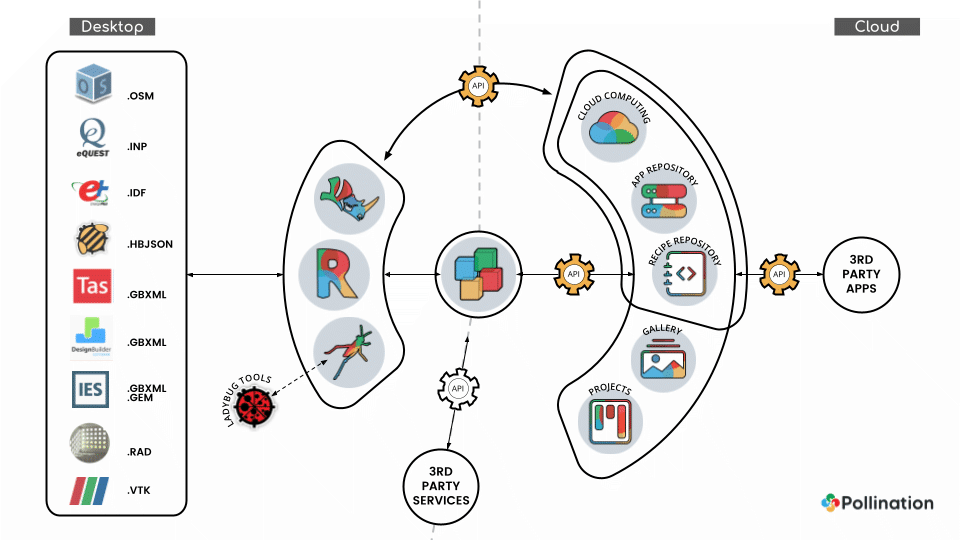 Desktop
Cloud
OS
.OSM
eQUEST
.INP
.IDF
.HBJSON
Tas
.GBXML
DesignBuilder
.GBXML
IES
.GBXML
.GEM
.RAD
.VTK
R
LADYBUG TOOLS
API
API
API
3RD
PARTY
SERVICES
CLOUD COMPUTING
APP REPOSITORY
RECIPE REPOSITORY
GALLERY
PROJECTS
API
3RD
PARTY
APPS
Pollination